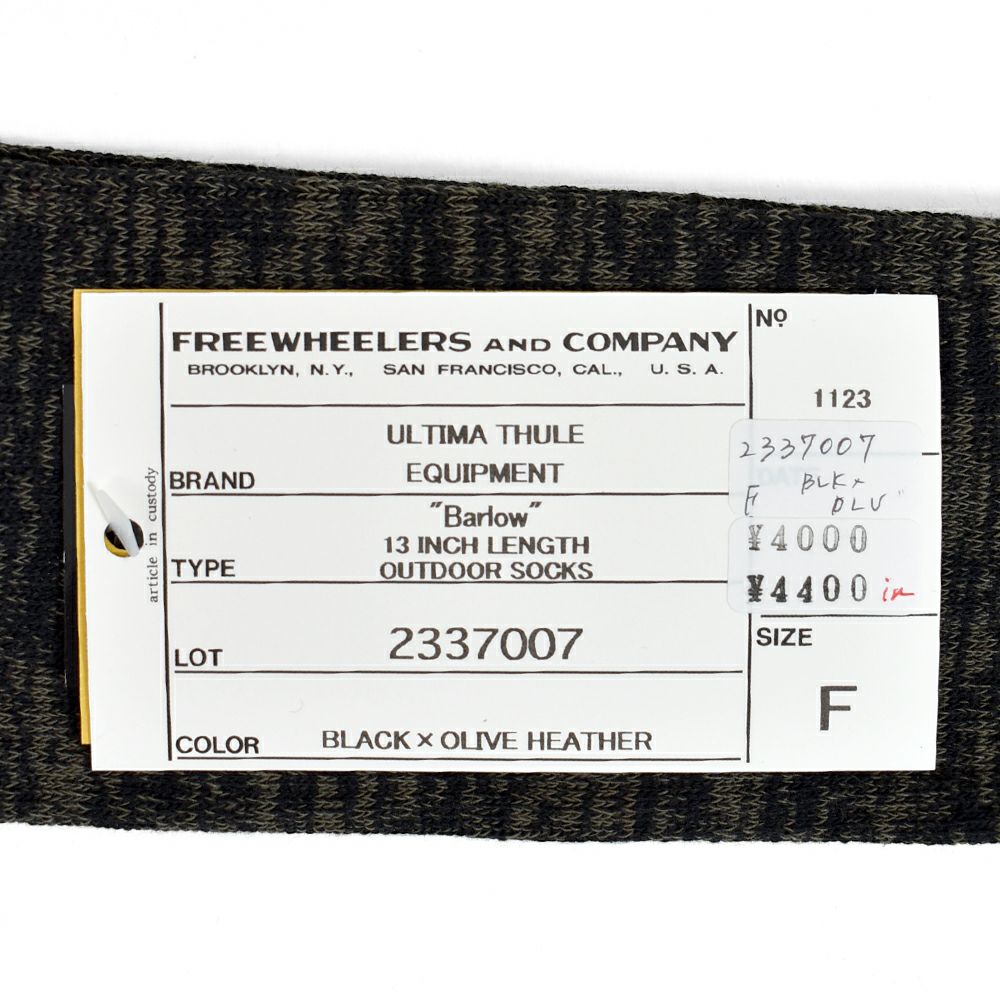 FREEWHEELERS AND COMPANY
BROOKLYN, N.Y., SAN FRANCISCO, CAL., U. S. A.
BRAND
ULTIMA THULE
EQUIPMENT
TYPE
"Barlow"
13 INCH LENGTH
OUTDOOR SOCKS
LOT
2337007
COLOR
BLACK × OLIVE HEATHER
Nº
1123
2337007
BLK×
F OLV
¥4000
¥4400 in
SIZE
F
article in custody